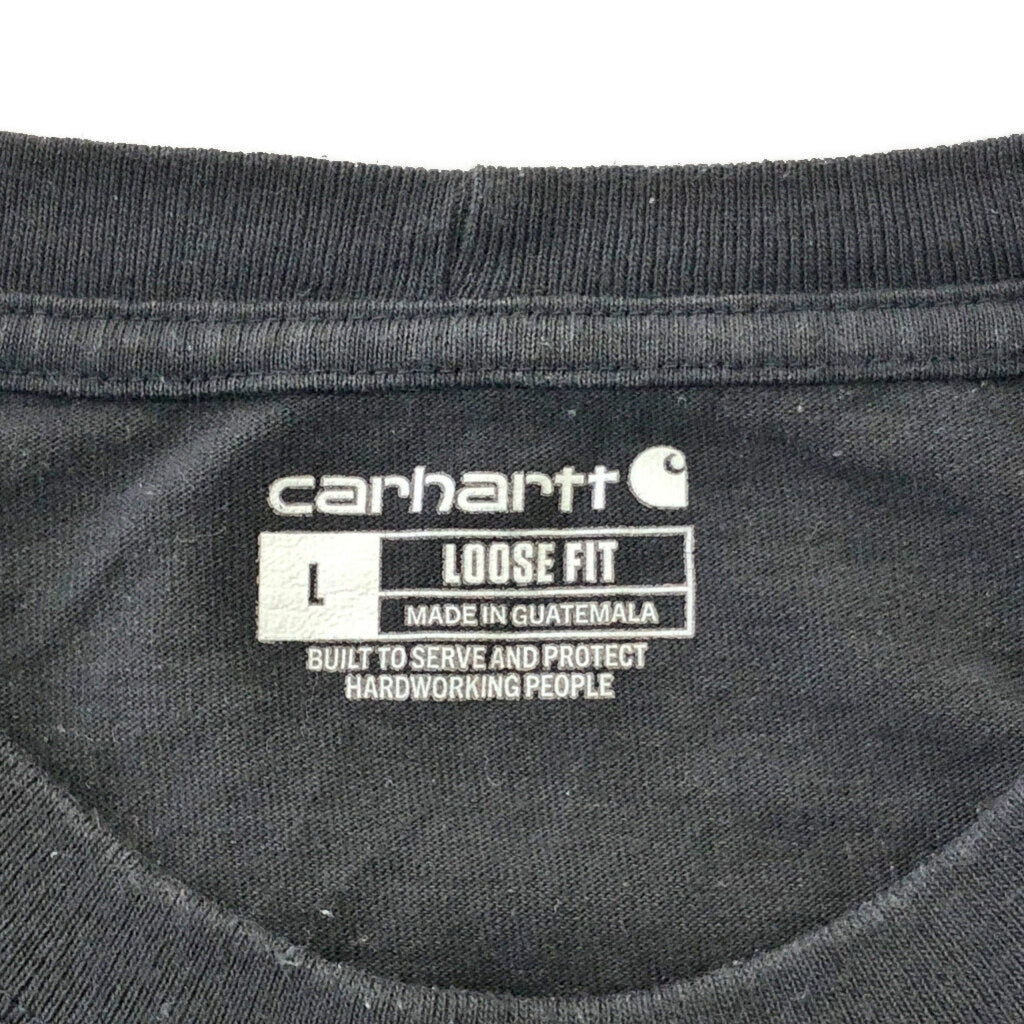 carhartt
L
LOOSE FIT
MADE IN GUATEMALA
BUILT TO SERVE AND PROTECT
HARDWORKING PEOPLE